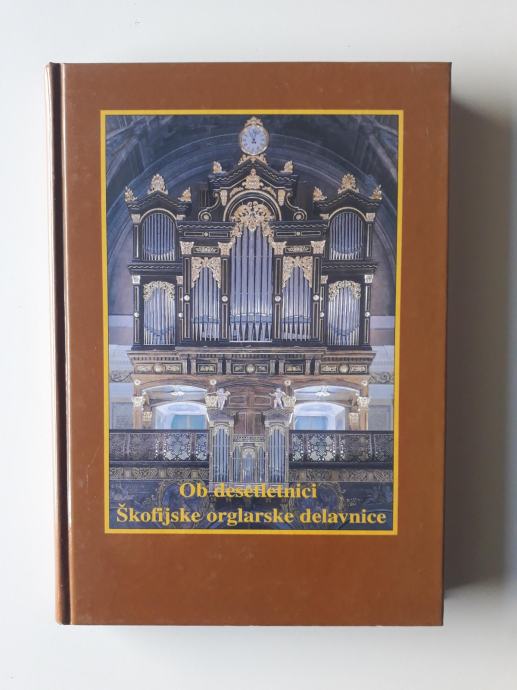 Ob desetletnici
Škofijske orglarske delavnice